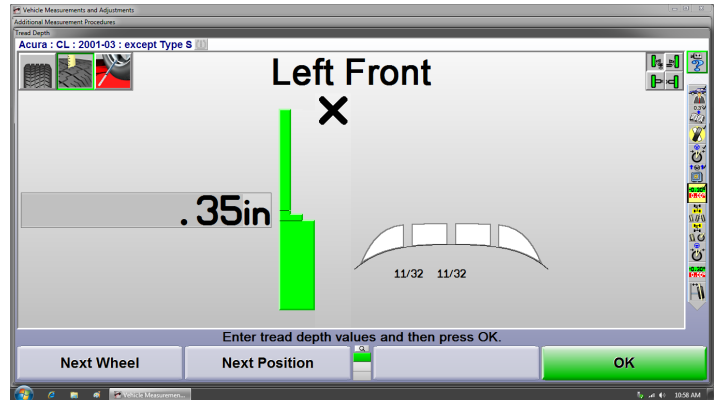 Vehicle Measurements and Adjustments
Additional Measurement Procedures
Tread Depth
Acura : CL : 2001-03 : except Type S
Left Front
.35in
11/32 11/32
Enter tread depth values and then press OK.
Next Wheel
Next Position
OK
Vehicle Measuremen...
10:58 AM